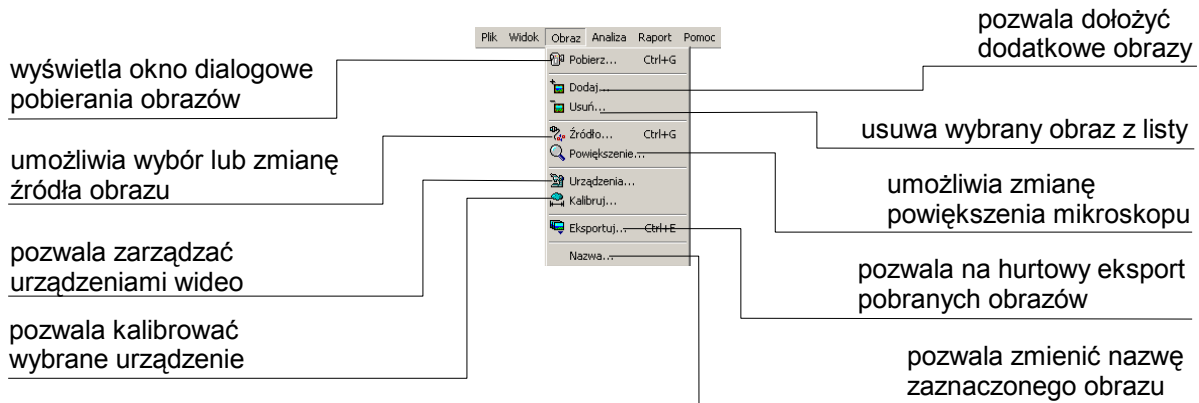 Plik Widok Obraz Analiza Raport Pomoc
Pobierz... Ctrl+G
Dodaj...
Usuń...
Źródło... Ctrl+G
Powiększenie...
Urządzenia...
Kalibruj...
Eksportuj... Ctrl+E
Nazwa...
wyświetla okno dialogowe
pobierania obrazów
umożliwia wybór lub zmianę
źródła obrazu
pozwala zarządzać
urządzeniami wideo
pozwala kalibrować
wybrane urządzenie
pozwala dołożyć
dodatkowe obrazy
usuwa wybrany obraz z listy
umożliwia zmianę
powiększenia mikroskopu
pozwala na hurtowy eksport
pobranych obrazów
pozwala zmienić nazwę
zaznaczonego obrazu